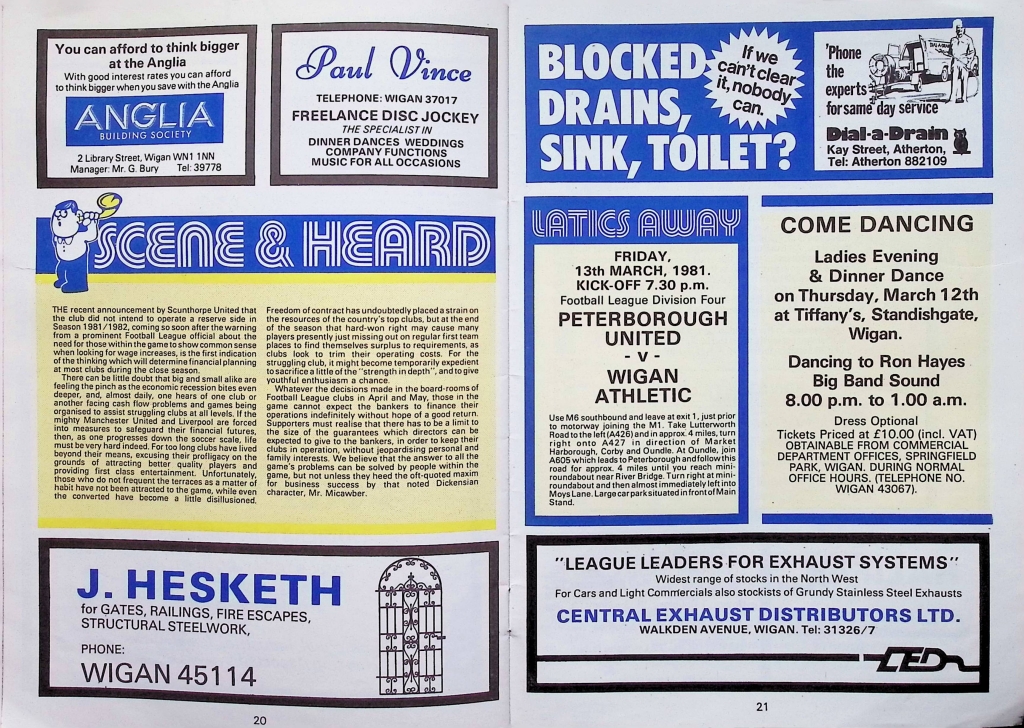 You can afford to think bigger
at the Anglia
With good interest rates you can afford
to think bigger when you save with the Anglia
ANGLIA
BUILDING SOCIETY
2 Library Street, Wigan WN1 1NN
Manager: Mr. G. Bury Tel: 39778
Paul Vince
TELEPHONE: WIGAN 37017
FREELANCE DISC JOCKEY
THE SPECIALIST IN
DINNER DANCES WEDDINGS
COMPANY FUNCTIONS
MUSIC FOR ALL OCCASIONS
SCENE & HEARD
THE recent announcement by Scunthorpe United that
the club did not intend to operate a reserve side in
Season 1981/1982, coming so soon after the warning
from a prominent Football League official about the
need for those within the game to show common sense
when looking for wage increases, is the first indication
of the thinking which will determine financial planning
at most clubs during the close season.
There can be little doubt that big and small alike are
feeling the pinch as the economic recession bites even
deeper, and, almost daily, one hears of one club or
another facing cash flow problems and games being
organised to assist struggling clubs at all levels. If the
mighty Manchester United and Liverpool are forced
into measures to safeguard their financial futures,
then, as one progresses down the soccer scale, life
must be very hard indeed. For too long clubs have lived
beyond their means, excusing their profligacy on the
grounds of attracting better quality players and
providing first class entertainment. Unfortunately,
those who do not frequent the terraces as a matter of
habit have not been attracted to the game, while even
the converted have become a little disillusioned.
Freedom of contract has undoubtedly placed a strain on
the resources of the country's top clubs, but at the end
of the season that hard-won right may cause many
players presently just missing out on regular first team
places to find themselves surplus to requirements, as
clubs look to trim their operating costs. For the
struggling club, it might become temporarily expedient
to sacrifice a little of the "strength in depth", and to give
youthful enthusiasm a chance.
Whatever the decisions made in the board-rooms of
Football League clubs in April and May, those in the
game cannot expect the bankers to finance their
operations indefinitely without hope of a good return.
Supporters must realise that there has to be a limit to
the size of the guarantees which directors can be
expected to give to the bankers, in order to keep their
clubs in operation, without jeopardising personal and
family interests. We believe that the answer to all the
game's problems can be solved by people within the
game, but not unless they heed the oft-quoted maxim
for business success by that noted Dickensian
character, Mr. Micawber.
J. HESKETH
for GATES, RAILINGS, FIRE ESCAPES,
STRUCTURAL STEELWORK,
PHONE:
WIGAN 45114
20
BLOCKED
DRAINS,
SINK, TOILET?
If we
can't clear
it, nobody
can.
'Phone
the
experts
for same day service
DIAL-A-DRAIN
Dial-a-Drain
Kay Street, Atherton,
Tel: Atherton 882109
LATICS AWAY
FRIDAY,
13th MARCH, 1981.
KICK-OFF 7.30 p.m.
Football League Division Four
PETERBOROUGH
UNITED
- v -
WIGAN
ATHLETIC
Use M6 southbound and leave at exit 1, just prior
to motorway joining the M1. Take Lutterworth
Road to the left (A426) and in approx. 4 miles, turn
right onto A427 in direction of Market
Harborough, Corby and Oundle. At Oundle, join
A605 which leads to Peterborough and follow this
road for approx. 4 miles until you reach mini-
roundabout near River Bridge. Turn right at mini-
roundabout and then almost immediately left into
Moys Lane. Large car park situated in front of Main
Stand.
COME DANCING
Ladies Evening
& Dinner Dance
on Thursday, March 12th
at Tiffany's, Standishgate,
Wigan.
Dancing to Ron Hayes
Big Band Sound
8.00 p.m. to 1.00 a.m.
Dress Optional
Tickets Priced at £10.00 (incl. VAT)
OBTAINABLE FROM COMMERCIAL
DEPARTMENT OFFICES, SPRINGFIELD
PARK, WIGAN. DURING NORMAL
OFFICE HOURS. (TELEPHONE NO.
WIGAN 43067).
"LEAGUE LEADERS FOR EXHAUST SYSTEMS"
Widest range of stocks in the North West
For Cars and Light Commercials also stockists of Grundy Stainless Steel Exhausts
CENTRAL EXHAUST DISTRIBUTORS LTD.
WALKDEN AVENUE, WIGAN. Tel: 31326/7
CED
21